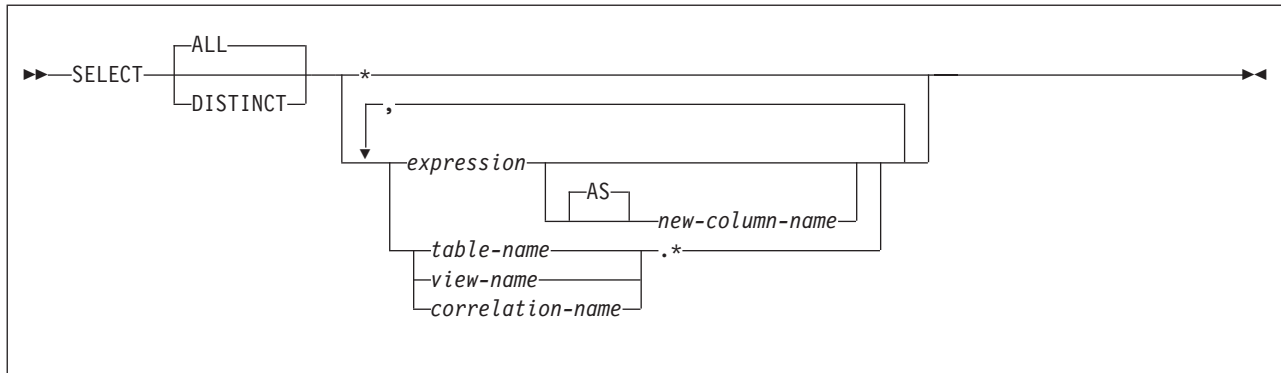 ALL
SELECT *
DISTINCT
,
expression
AS
new-column-name
table-name .*
view-name
correlation-name